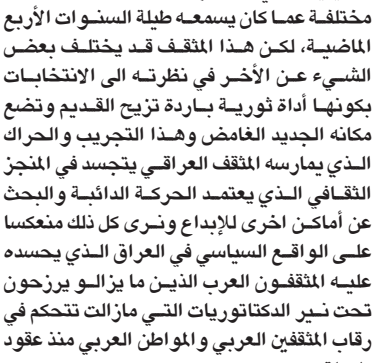 مختلفة عما كان يسمعه طيلة السنوات الأربع
الماضية، لكن هذا المثقف قد يختلف بعض
الشيء عن الأخر في نظرته الى الانتخابات
بكونها أداة ثورية باردة تزيح القديم وتضع
مكانه الجديد الغامض وهذا التجريب والحراك
الذي يمارسه المثقف العراقي يتجسد في المنجز
الثقافي الذي يعتمد الحركة الدائبة والبحث
عن أماكن اخرى للإبداع ونرى كل ذلك منعكسا
على الواقع السياسي في العراق الذي يحسده
عليه المثقفون العرب الذين ما يزالو يرزحون
تحت نير الدكتاتوريات التي مازالت تتحكم في
رقاب المثقفين العربي والمواطن العربي منذ عقود